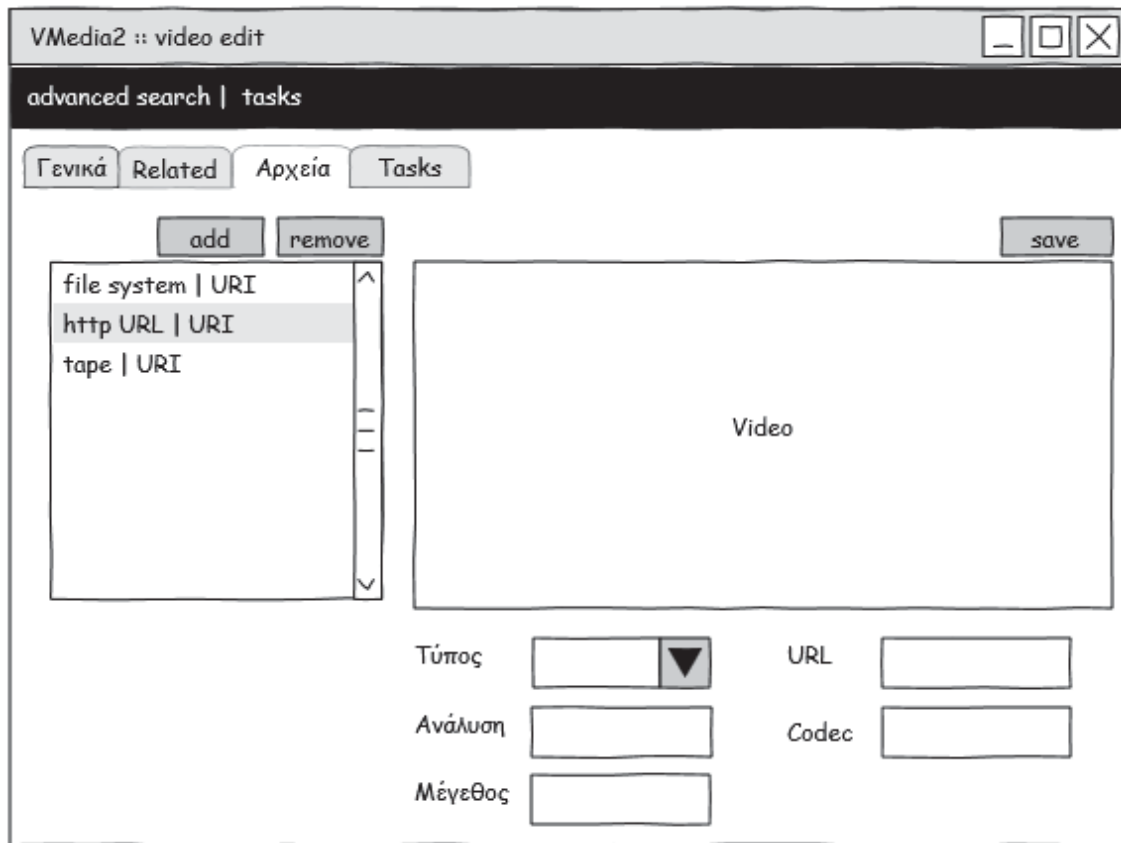 VMedia2 :: video edit
advanced search | tasks
Γενικά Related Αρχεία Tasks
add remove save
file system | URI
http URL | URI
tape | URI
Video
Τύπος URL
Ανάλυση Codec
Μέγεθος